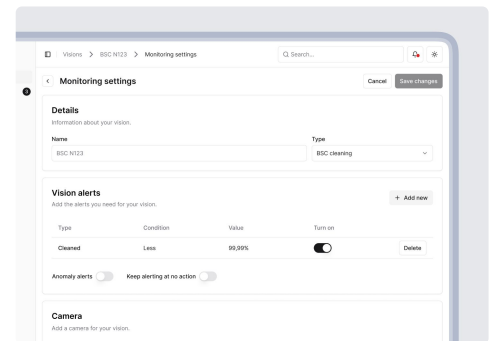 Visions > BSC N123 > Monitoring settings
Search...
Monitoring settings
Cancel
Save changes
Details
Information about your vision.
Name
Type
BSC N123
BSC cleaning
Vision alerts
Add the alerts you need for your vision.
+ Add new
Type Condition Value Turn on
Cleaned Less 99,99% Delete
Anomaly alerts Keep alerting at no action
Camera
Add a camera for your vision.